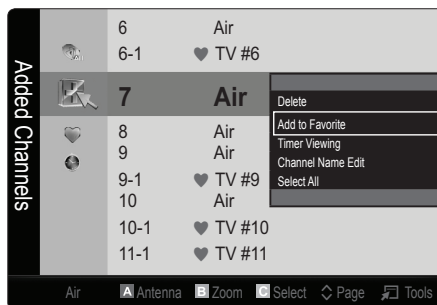 Added Channels
6 Air
6-1 ♥ TV #6
7 Air
8 Air
9 Air
9-1 ♥ TV #9
10 Air
10-1 ♥ TV #10
11-1 ♥ TV #11
Delete
Add to Favorite
Timer Viewing
Channel Name Edit
Select All
Air A Antenna B Zoom C Select Page Tools